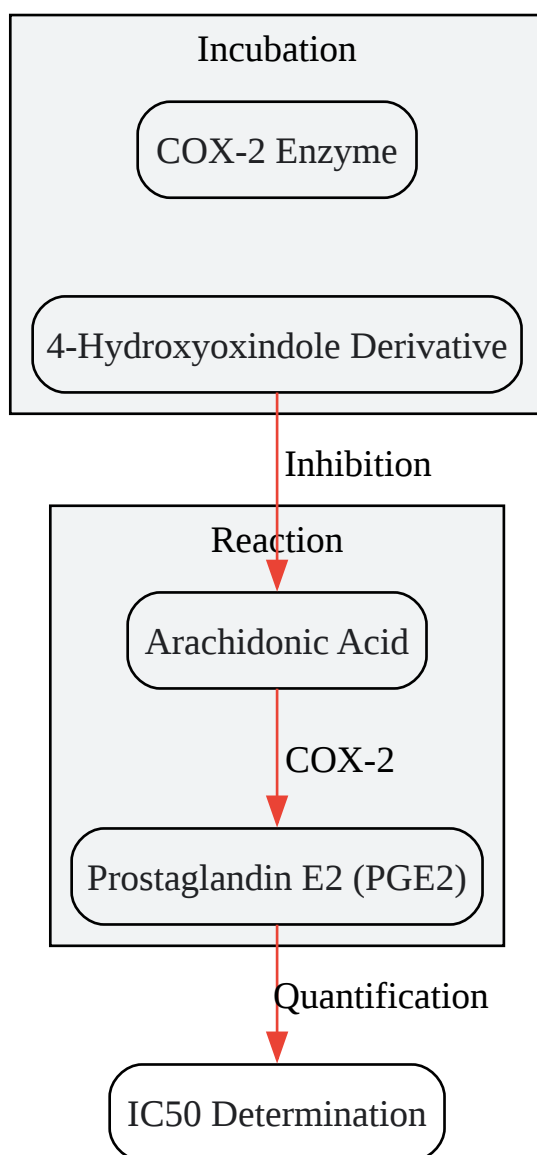 Incubation
COX-2 Enzyme
4-Hydroxyoxindole Derivative
Inhibition
Reaction
Arachidonic Acid
COX-2
Prostaglandin E2 (PGE2)
Quantification
IC50 Determination